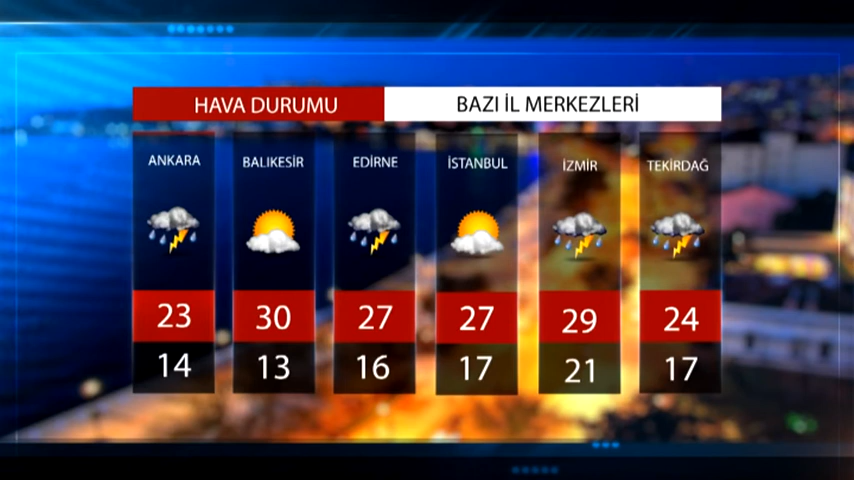 HAVA DURUMU
BAZI İL MERKEZLERİ
ANKARA
BALIKESİR
EDİRNE
İSTANBUL
İZMİR
TEKİRDAĞ
23
30
27
27
29
24
14
13
16
17
21
17